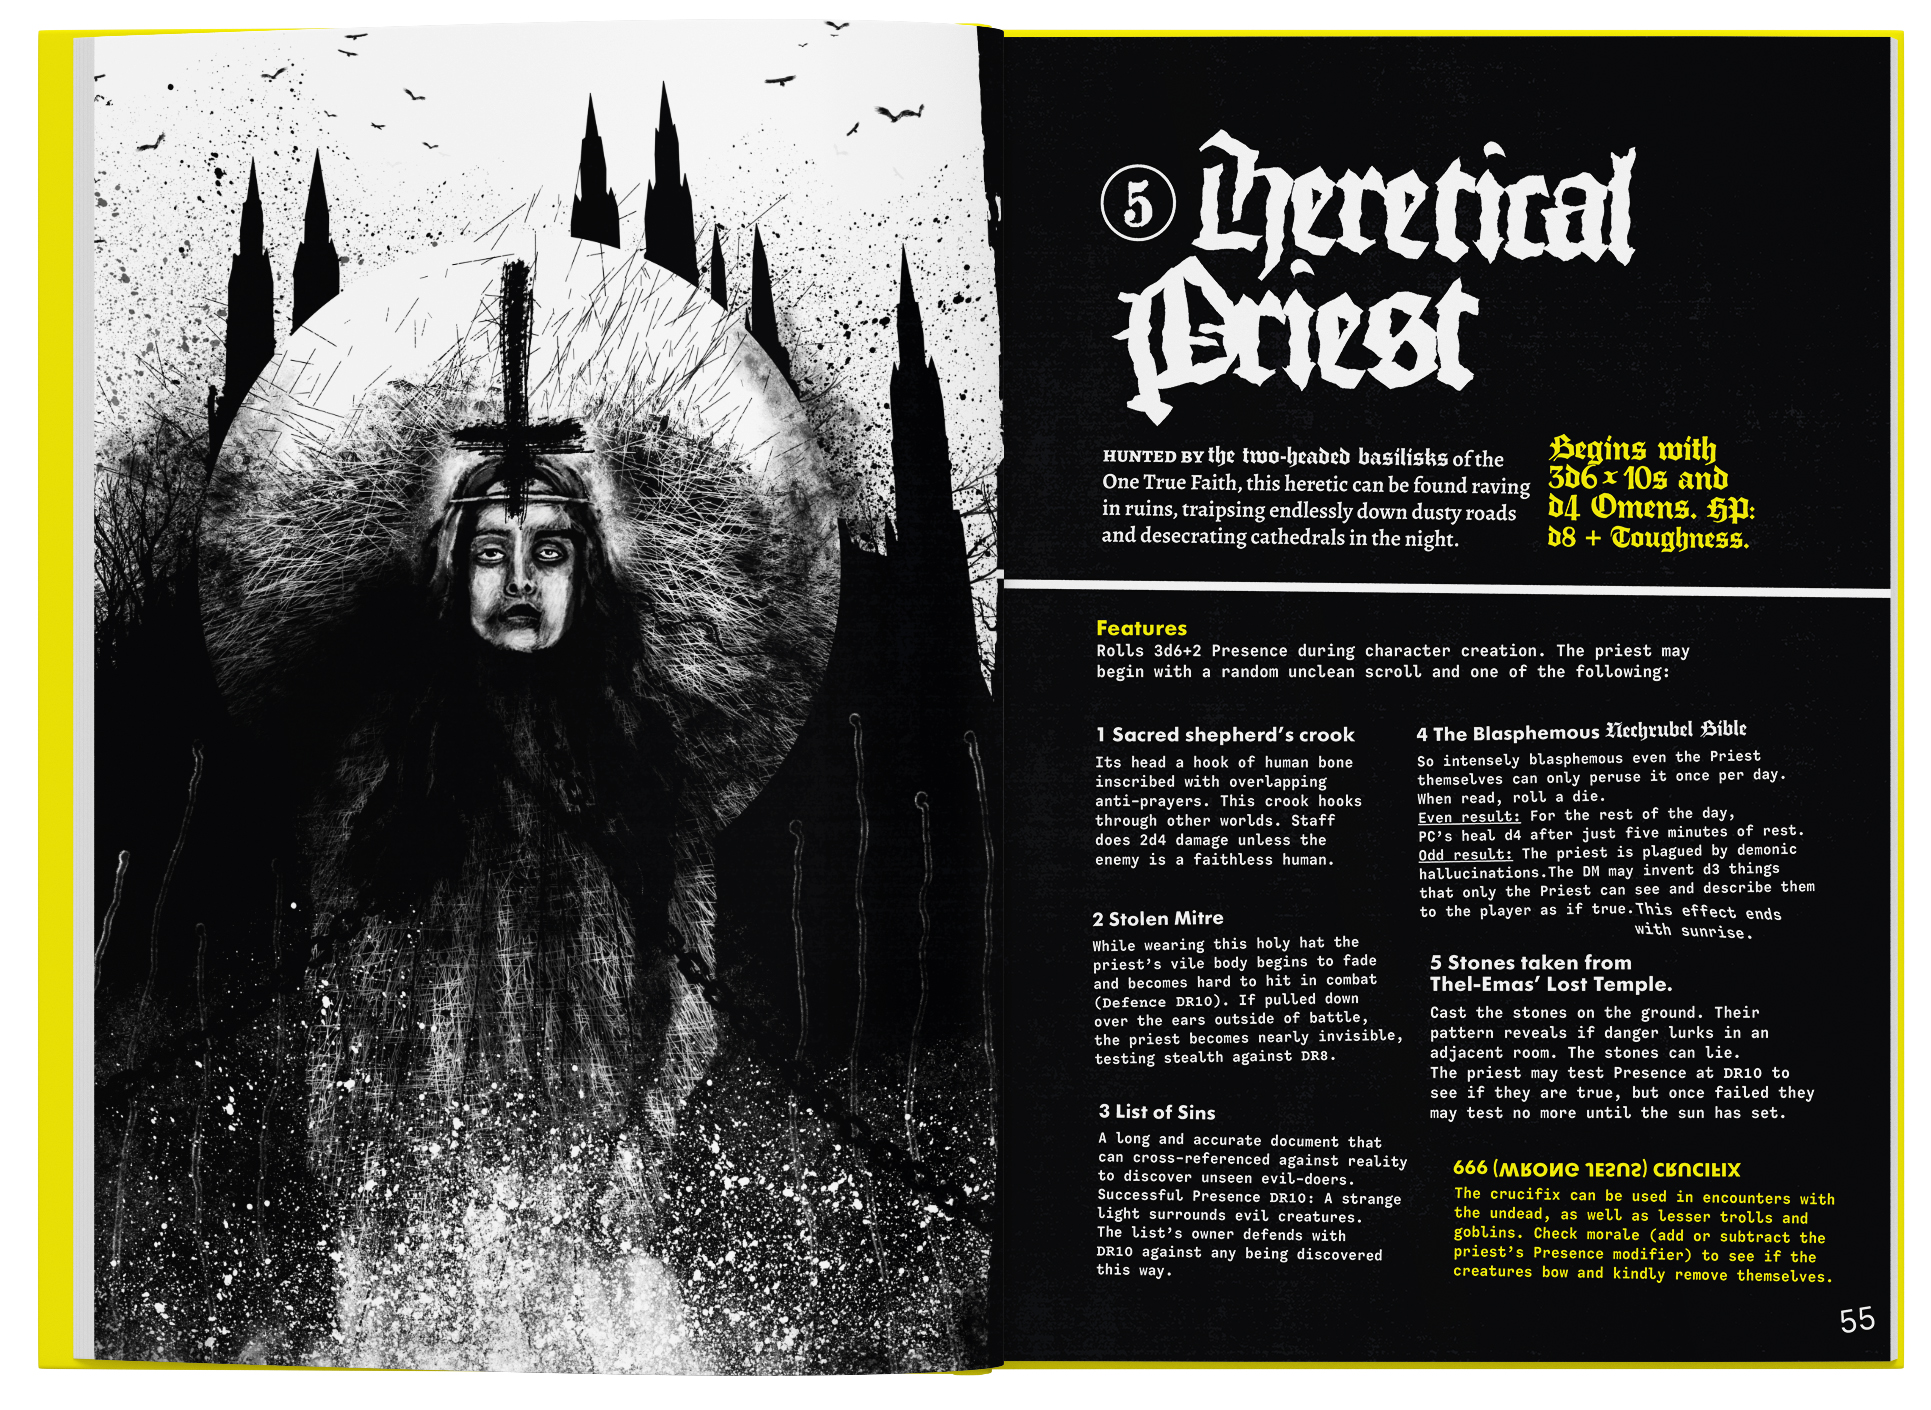 5 Heretical
Priest
HUNTED BY the two-headed basilisks of the
One True Faith, this heretic can be found raving
in ruins, traipsing endlessly down dusty roads
and desecrating cathedrals in the night.
Begins with
3d6 x 10s and
d4 Omens. HP:
d8 + Toughness.
Features
Rolls 3d6+2 Presence during character creation. The priest may
begin with a random unclean scroll and one of the following:
1 Sacred shepherd's crook
Its head a hook of human bone
inscribed with overlapping
anti-prayers. This crook hooks
through other worlds. Staff
does 2d4 damage unless the
enemy is a faithless human.
2 Stolen Mitre
While wearing this holy hat the
priest's vile body begins to fade
and becomes hard to hit in combat
(Defence DR10). If pulled down
over the ears outside of battle,
the priest becomes nearly invisible,
testing stealth against DR8.
3 List of Sins
A long and accurate document that
can cross-referenced against reality
to discover unseen evil-doers.
Successful Presence DR10: A strange
light surrounds evil creatures.
The list's owner defends with
DR10 against any being discovered
this way.
4 The Blasphemous Nechrubel Bible
So intensely blasphemous even the Priest
themselves can only peruse it once per day.
When read, roll a die.
Even result: For the rest of the day,
PC's heal d4 after just five minutes of rest.
Odd result: The priest is plagued by demonic
hallucinations.The DM may invent d3 things
that only the Priest can see and describe them
to the player as if true.This effect ends
with sunrise.
5 Stones taken from
Thel-Emas' Lost Temple.
Cast the stones on the ground. Their
pattern reveals if danger lurks in an
adjacent room. The stones can lie.
The priest may test Presence at DR10 to
see if they are true, but once failed they
may test no more until the sun has set.
666 (WRONG JESUS) CRUCIFIX
The crucifix can be used in encounters with
the undead, as well as lesser trolls and
goblins. Check morale (add or subtract the
priest's Presence modifier) to see if the
creatures bow and kindly remove themselves.
55